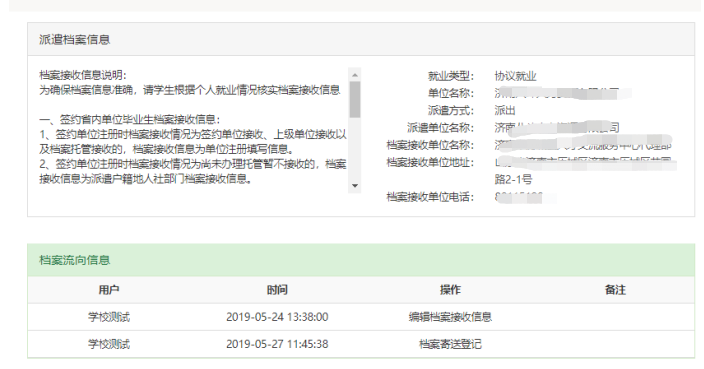 派遣档案信息
档案接收信息说明：
为确保档案信息准确，请学生根据个人就业情况核实档案接收信息
一、签约省内单位毕业生档案接收信息：
1、签约单位注册时档案接收情况为签约单位接收、上级单位接收以
及档案托管接收的，档案接收信息为单位注册填写信息。
2、签约单位注册时档案接收情况为尚未办理托管暂不接收的，档案
接收信息为派遣户籍地人社部门档案接收信息。
就业类型： 协议就业
单位名称：
派遣方式： 派出
派遣单位名称： 济南 公司
档案接收单位名称：
档案接收单位地址：
路2-1号
档案接收单位电话：
档案流向信息
用户 时间 操作 备注
学校测试 2019-05-24 13:38:00 编辑档案接收信息
学校测试 2019-05-27 11:45:38 档案寄送登记